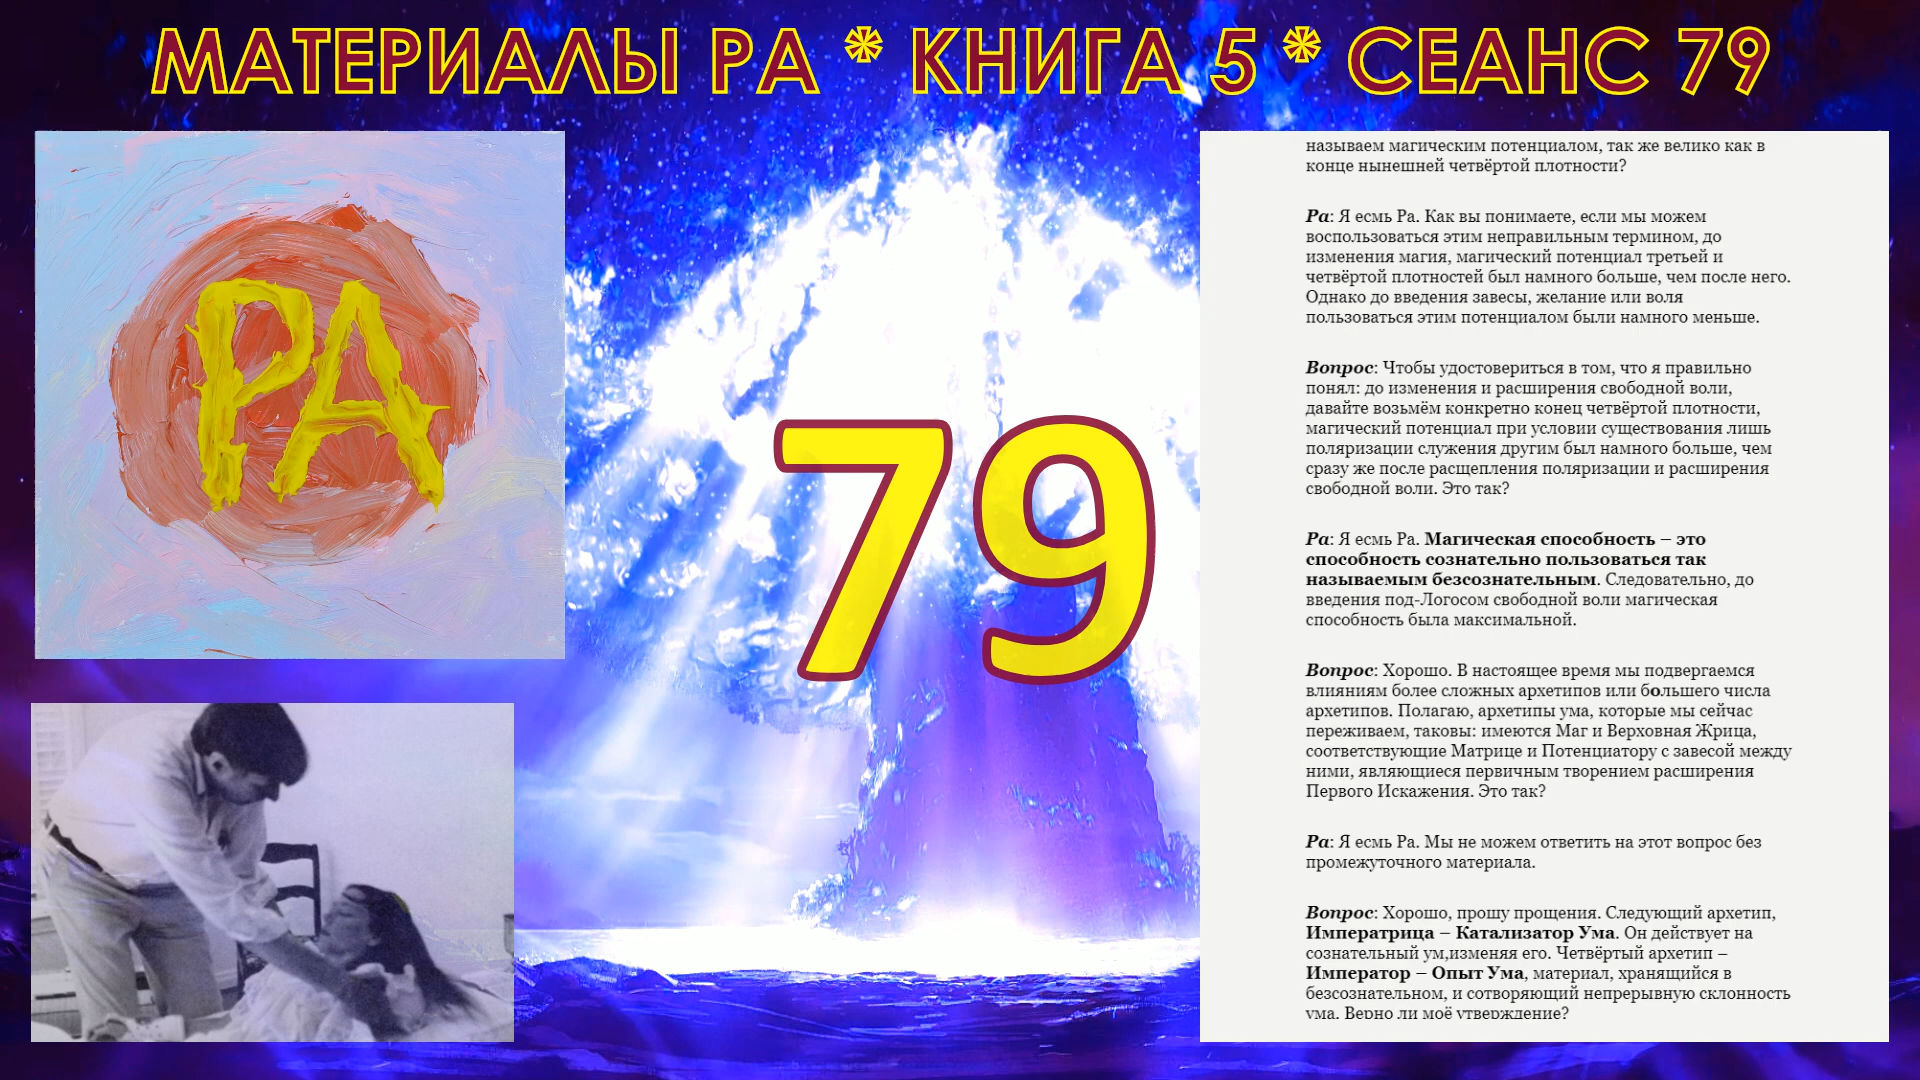 МАТЕРИАЛЫ РА * КНИГА 5 * СЕАНС 79
РА
79
называем магическим потенциалом, так же велико как в
конце нынешней четвёртой плотности?
Ра: Я есмь Ра. Как вы понимаете, если мы можем
воспользоваться этим неправильным термином, до
изменения магия, магический потенциал третьей и
четвёртой плотностей был намного больше, чем после него.
Однако до введения завесы, желание или воля
пользоваться этим потенциалом были намного меньше.
Вопрос: Чтобы удостовериться в том, что я правильно
понял: до изменения и расширения свободной воли,
давайте возьмём конкретно конец четвёртой плотности,
магический потенциал при условии существования лишь
поляризации служения другим был намного больше, чем
сразу же после расщепления поляризации и расширения
свободной воли. Это так?
Ра: Я есмь Ра. Магическая способность – это
способность сознательно пользоваться так
называемым безсознательным. Следовательно, до
введения под-Логосом свободной воли магическая
способность была максимальной.
Вопрос: Хорошо. В настоящее время мы подвергаемся
влияниям более сложных архетипов или большего числа
архетипов. Полагаю, архетипы ума, которые мы сейчас
переживаем, таковы: имеются Маг и Верховная Жрица,
соответствующие Матрице и Потенциатору с завесой между
ними, являющиеся первичным творением расширения
Первого Искажения. Это так?
Ра: Я есмь Ра. Мы не можем ответить на этот вопрос без
промежуточного материала.
Вопрос: Хорошо, прошу прощения. Следующий архетип,
Императрица – Катализатор Ума. Он действует на
сознательный ум,изменяя его. Четвёртый архетип –
Император – Опыт Ума, материал, хранящийся в
безсознательном, и сотворяющий непрерывную склонность
ума. Верно ли моё утверждение?